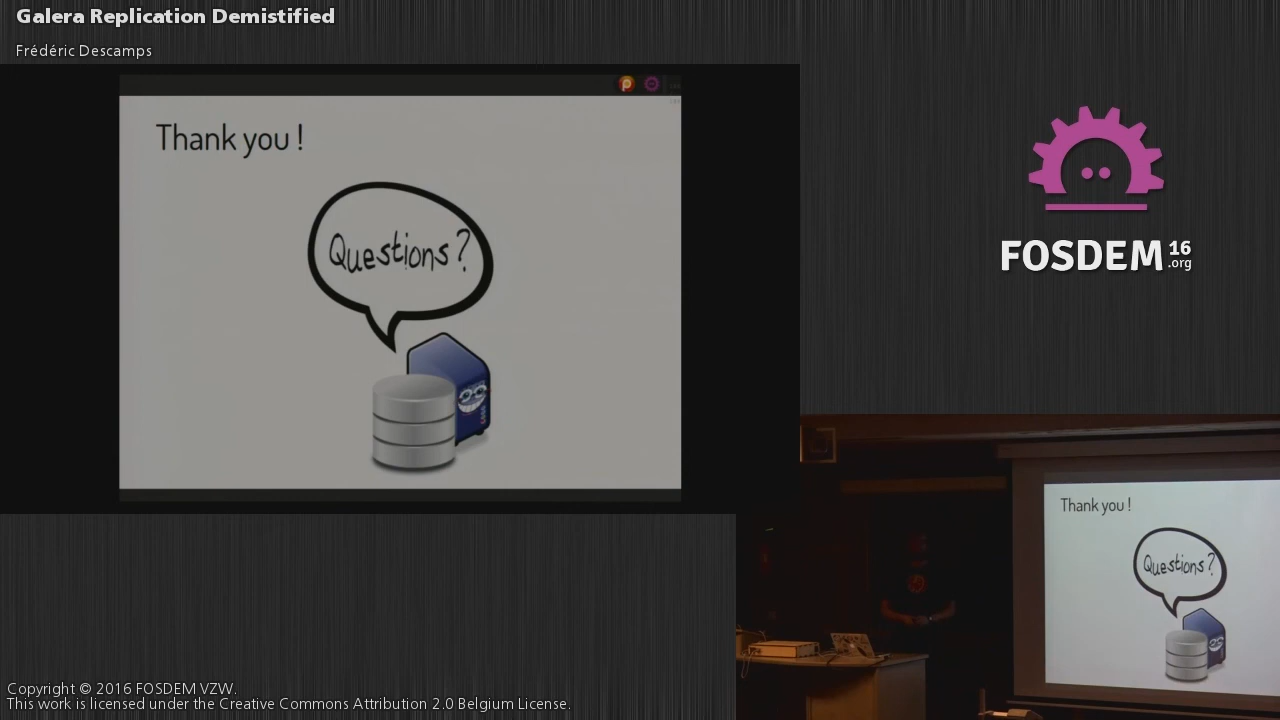 Galera Replication Demistified
Frédéric Descamps
Thank you !
Questions?
FOSDEM 16
.org
Thank you !
Questions?
Copyright © 2016 FOSDEM VZW.
This work is licensed under the Creative Commons Attribution 2.0 Belgium License.